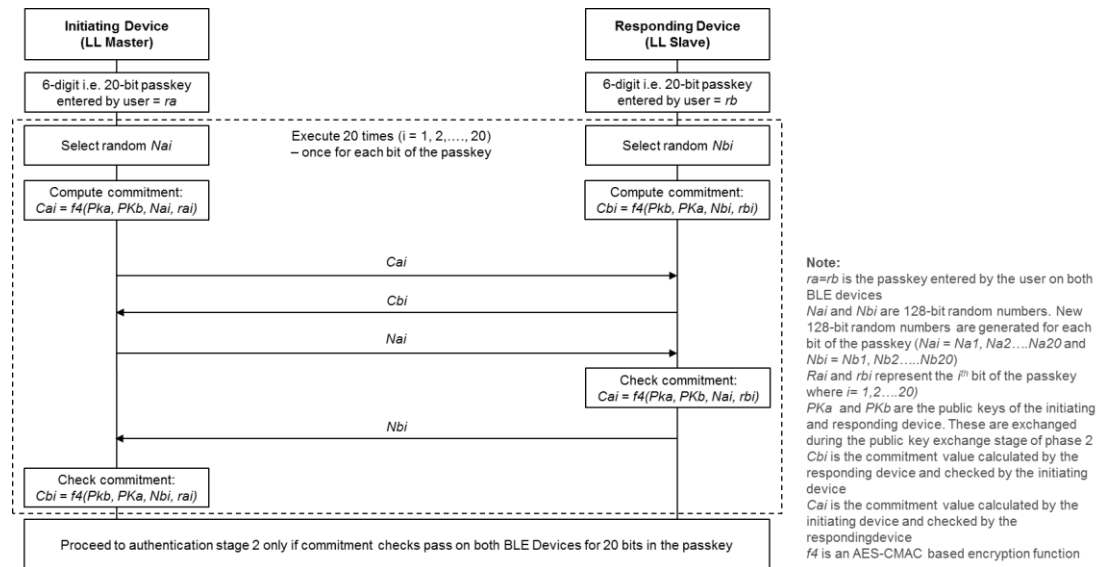 Initiating Device
(LL Master)
Responding Device
(LL Slave)
6-digit i.e. 20-bit passkey
entered by user = ra
6-digit i.e. 20-bit passkey
entered by user = rb
Select random Nai
Execute 20 times (i = 1, 2,...., 20)
– once for each bit of the passkey
Select random Nbi
Compute commitment:
Cai = f4(Pka, PKb, Nai, rai)
Compute commitment:
Cbi = f4(Pkb, PKa, Nbi, rbi)
Cai
Cbi
Nai
Check commitment:
Cai = f4(Pka, PKb, Nai, rbi)
Nbi
Check commitment:
Cbi = f4(Pkb, PKa, Nbi, rai)
Proceed to authentication stage 2 only if commitment checks pass on both BLE Devices for 20 bits in the passkey
Note:
ra=rb is the passkey entered by the user on both
BLE devices
Nai and Nbi are 128-bit random numbers. New
128-bit random numbers are generated for each
bit of the passkey (Nai = Na1, Na2….Na20 and
Nbi = Nb1, Nb2…..Nb20)
Rai and rbi represent the ith bit of the passkey
where i= 1,2….20)
PKa and PKb are the public keys of the initiating
and responding device. These are exchanged
during the public key exchange stage of phase 2
Cbi is the commitment value calculated by the
responding device and checked by the initiating
device
Cai is the commitment value calculated by the
initiating device and checked by the
respondingdevice
f4 is an AES-CMAC based encryption function